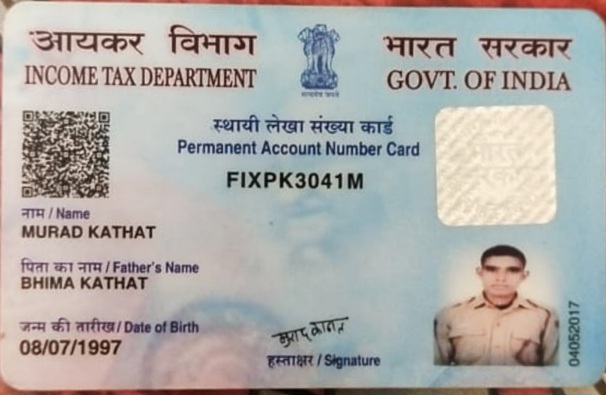 आयकर विभाग
INCOME TAX DEPARTMENT
सत्यमेव जयते
भारत सरकार
GOVT. OF INDIA
स्थायी लेखा संख्या कार्ड
Permanent Account Number Card
FIXPK3041M
नाम / Name
MURAD KATHAT
पिता का नाम / Father's Name
BHIMA KATHAT
जन्म की तारीख / Date of Birth
08/07/1997
हस्ताक्षर / Signature
04052017